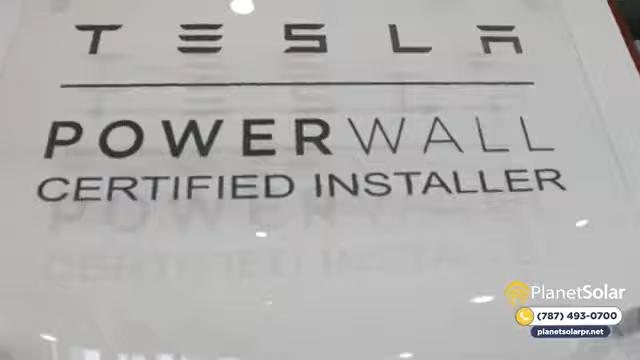 TESLA
POWERWALL
CERTIFIED INSTALLER
PlanetSolar
(787) 493-0700
planetsolarpr.net